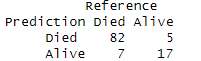 Reference
Prediction Died Alive
Died 82 5
Alive 7 17